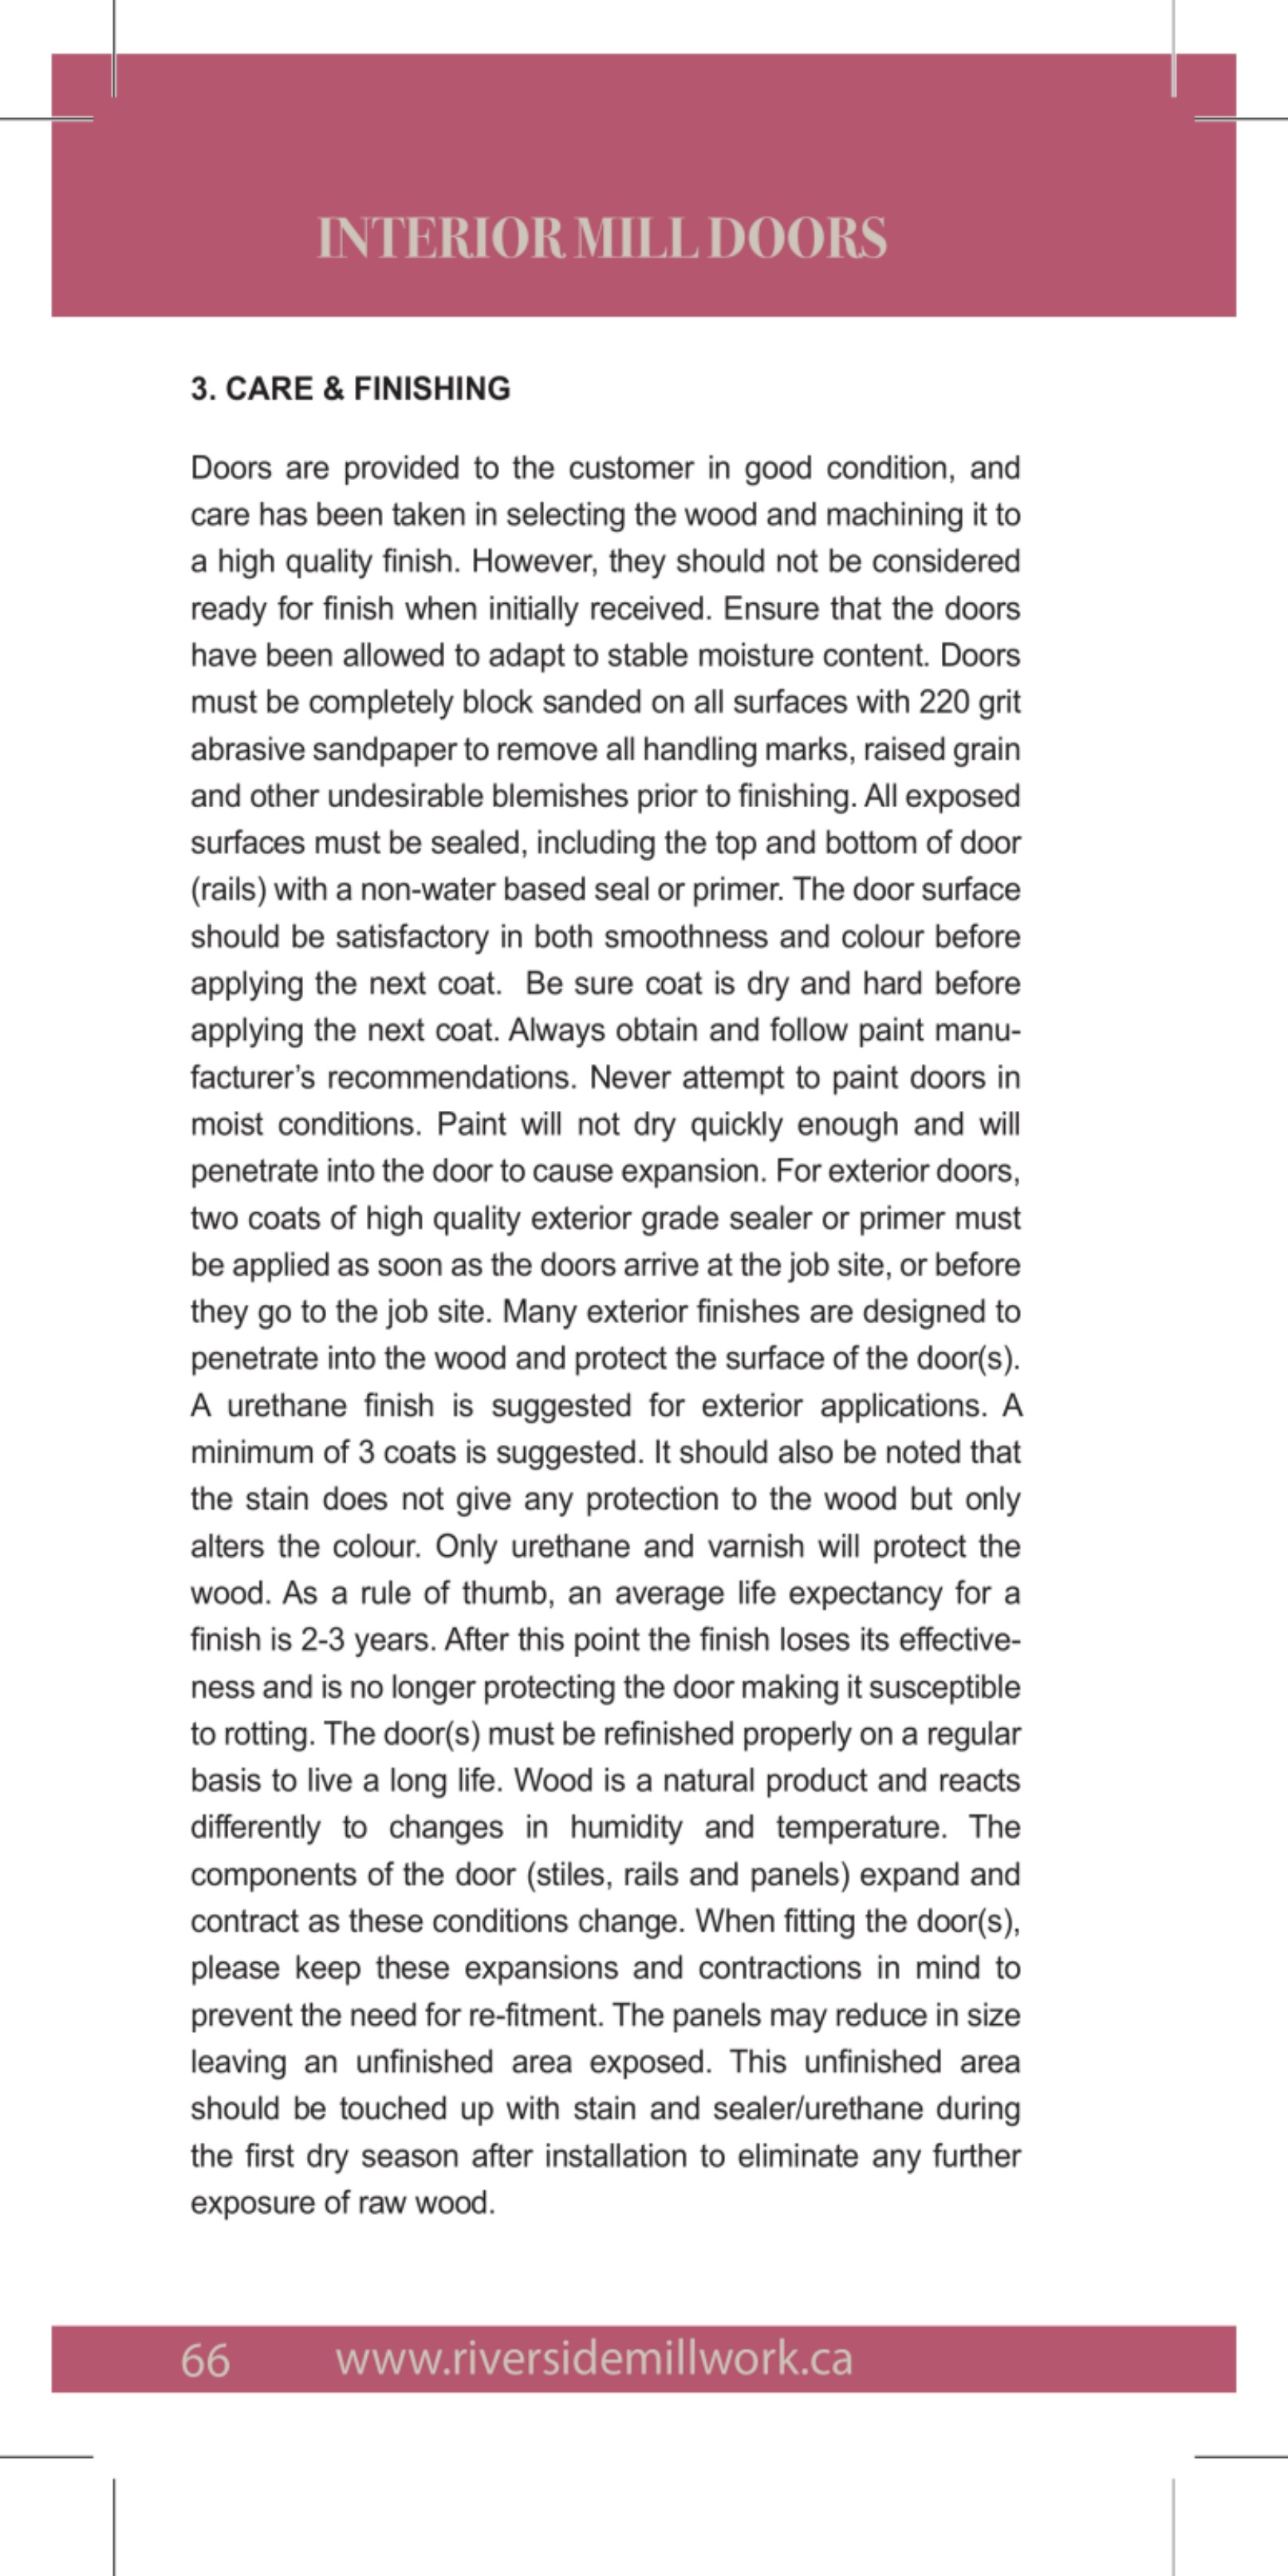 INTERIOR MILL DOORS
3. CARE & FINISHING
Doors are provided to the customer in good condition, and
care has been taken in selecting the wood and machining it to
a high quality finish. However, they should not be considered
ready for finish when initially received. Ensure that the doors
have been allowed to adapt to stable moisture content. Doors
must be completely block sanded on all surfaces with 220 grit
abrasive sandpaper to remove all handling marks, raised grain
and other undesirable blemishes prior to finishing. All exposed
surfaces must be sealed, including the top and bottom of door
(rails) with a non-water based seal or primer. The door surface
should be satisfactory in both smoothness and colour before
applying the next coat.  Be sure coat is dry and hard before
applying the next coat. Always obtain and follow paint manu-
facturer’s recommendations. Never attempt to paint doors in
moist conditions. Paint will not dry quickly enough and will
penetrate into the door to cause expansion. For exterior doors,
two coats of high quality exterior grade sealer or primer must
be applied as soon as the doors arrive at the job site, or before
they go to the job site. Many exterior finishes are designed to
penetrate into the wood and protect the surface of the door(s).
A urethane finish is suggested for exterior applications. A
minimum of 3 coats is suggested. It should also be noted that
the stain does not give any protection to the wood but only
alters the colour. Only urethane and varnish will protect the
wood. As a rule of thumb, an average life expectancy for a
finish is 2-3 years. After this point the finish loses its effective-
ness and is no longer protecting the door making it susceptible
to rotting. The door(s) must be refinished properly on a regular
basis to live a long life. Wood is a natural product and reacts
differently to changes in humidity and temperature. The
components of the door (stiles, rails and panels) expand and
contract as these conditions change. When fitting the door(s),
please keep these expansions and contractions in mind to
prevent the need for re-fitment. The panels may reduce in size
leaving an unfinished area exposed. This unfinished area
should be touched up with stain and sealer/urethane during
the first dry season after installation to eliminate any further
exposure of raw wood.
66 www.riversidemillwork.ca